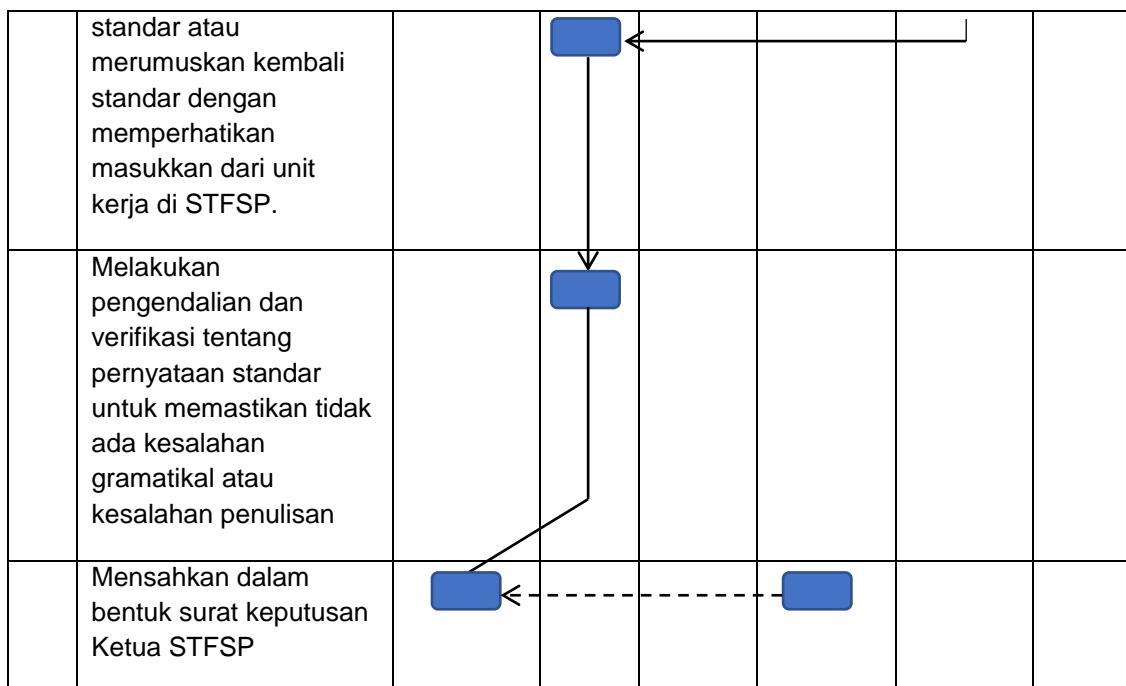 standar atau
merumuskan kembali
standar dengan
memperhatikan
masukkan dari unit
kerja di STFSP.
Melakukan
pengendalian dan
verifikasi tentang
pernyataan standar
untuk memastikan tidak
ada kesalahan
gramatikal atau
kesalahan penulisan
Mensahkan dalam
bentuk surat keputusan
Ketua STFSP